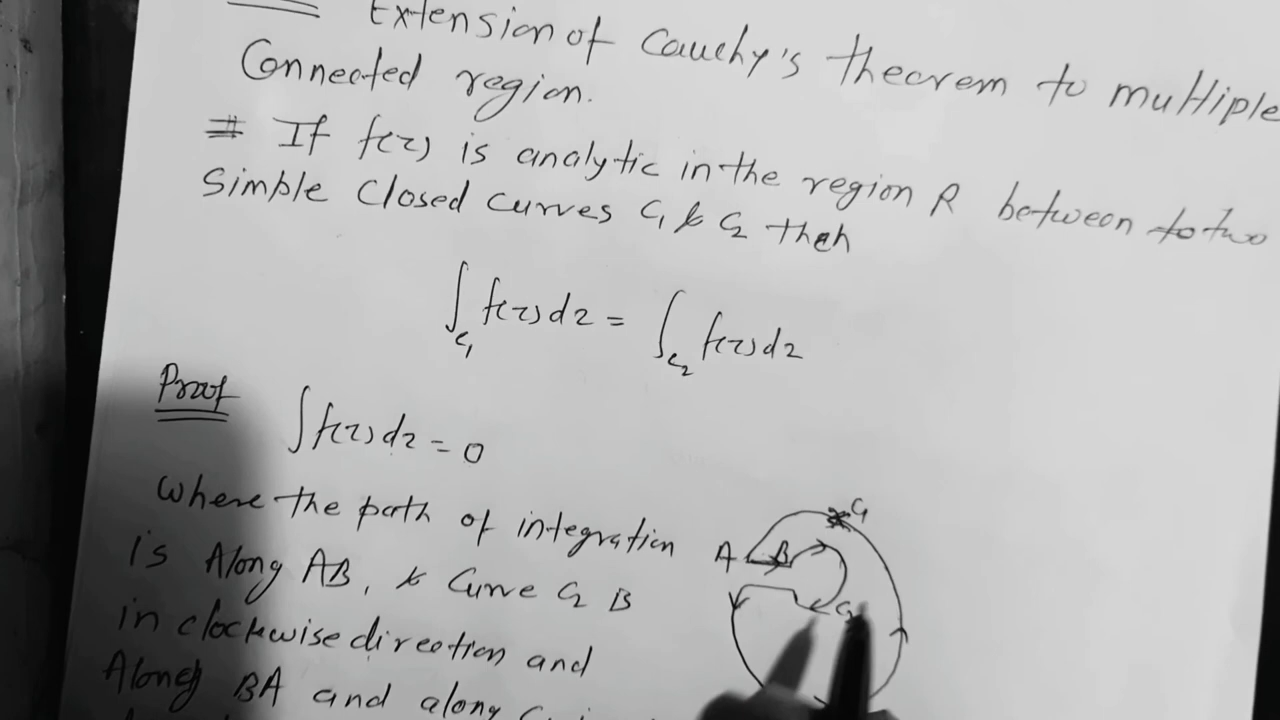 Extension of Cauchy's theorem to multiple
Connected region.
# If f(z) is analytic in the region R between to two
Simple Closed curves C₁ & C₂ then
∫_C₁ f(z)dz = ∫_C₂ f(z)dz
Proof ∫f(z)dz = 0
where the path of integration
is Along AB, & Curve C₂ B
in clockwise direction and
Along BA and along
A B C₁
C₂